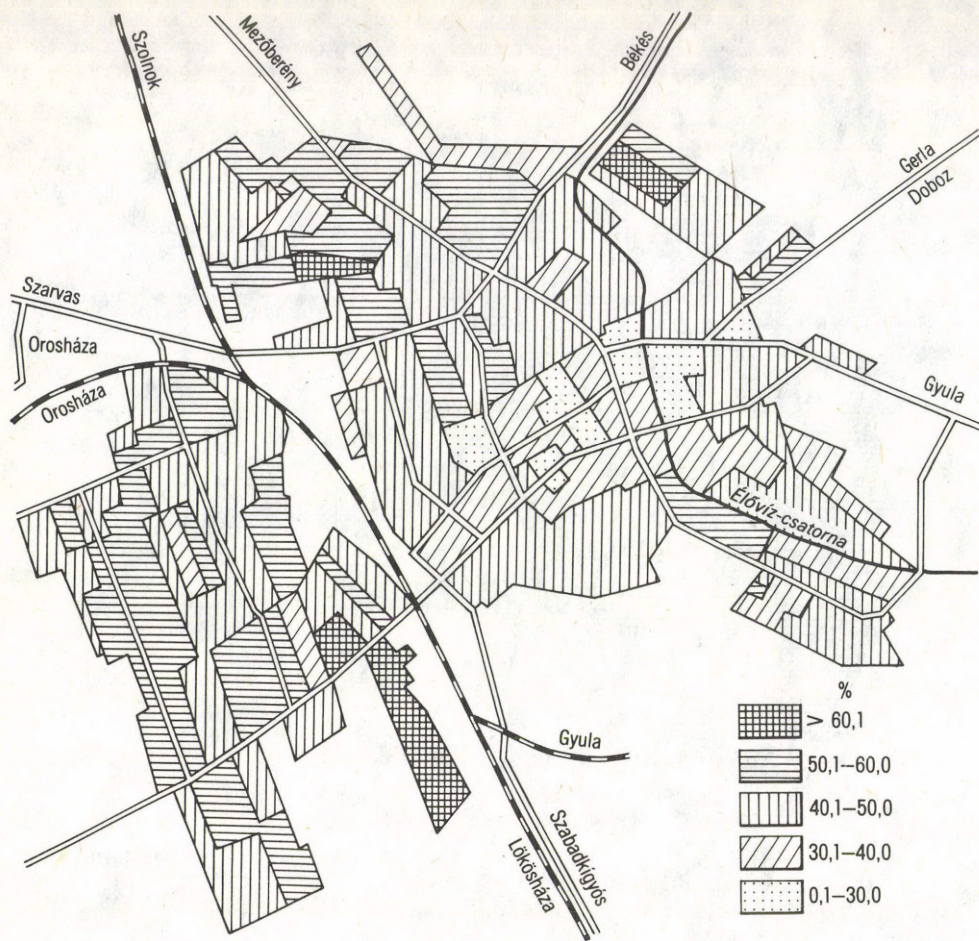 Szolnok
Mezőberény
Békés
Gerla
Doboz
Szarvas
Orosháza
Orosháza
Gyula
Élővíz-csatorna
Gyula
Szabadkígyós
Lőkösháza
%
> 60,1
50,1–60,0
40,1–50,0
30,1–40,0
0,1–30,0